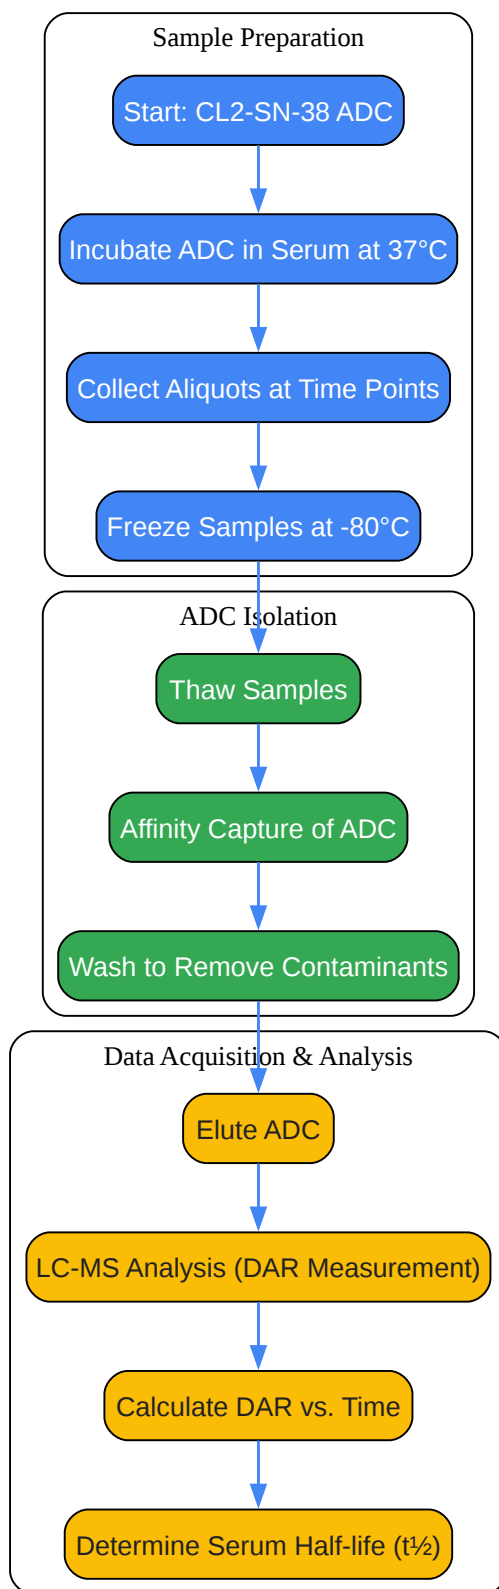 Sample Preparation
Start: CL2-SN-38 ADC
Incubate ADC in Serum at 37°C
Collect Aliquots at Time Points
Freeze Samples at -80°C
ADC Isolation
Thaw Samples
Affinity Capture of ADC
Wash to Remove Contaminants
Data Acquisition & Analysis
Elute ADC
LC-MS Analysis (DAR Measurement)
Calculate DAR vs. Time
Determine Serum Half-life (t½)